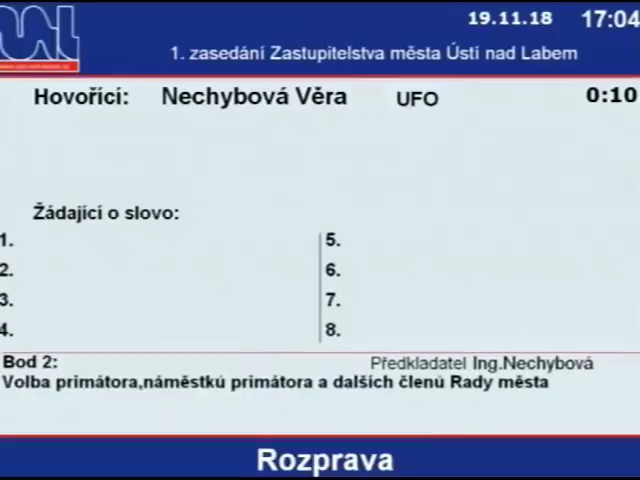 19.11.18 17:04
1. zasedání Zastupitelstva města Ústí nad Labem
Hovořící: Nechybová Věra UFO 0:10
Žádající o slovo:
1. 5.
2. 6.
3. 7.
4. 8.
Bod 2: Předkladatel Ing.Nechybová
Volba primátora,náměstků primátora a dalších členů Rady města
Rozprava